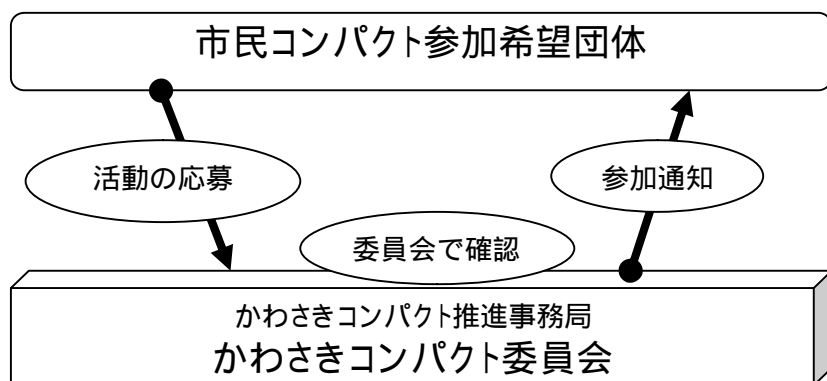 市民コンパクト参加希望団体
活動の応募
参加通知
委員会で確認
かわさきコンパクト推進事務局
かわさきコンパクト委員会